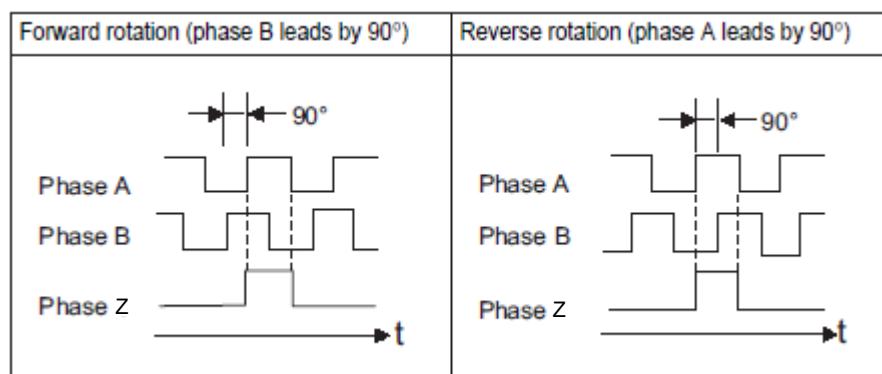 Forward rotation (phase B leads by 90°)
90°
Phase A
Phase B
Phase Z
t
Reverse rotation (phase A leads by 90°)
90°
Phase A
Phase B
Phase Z
t